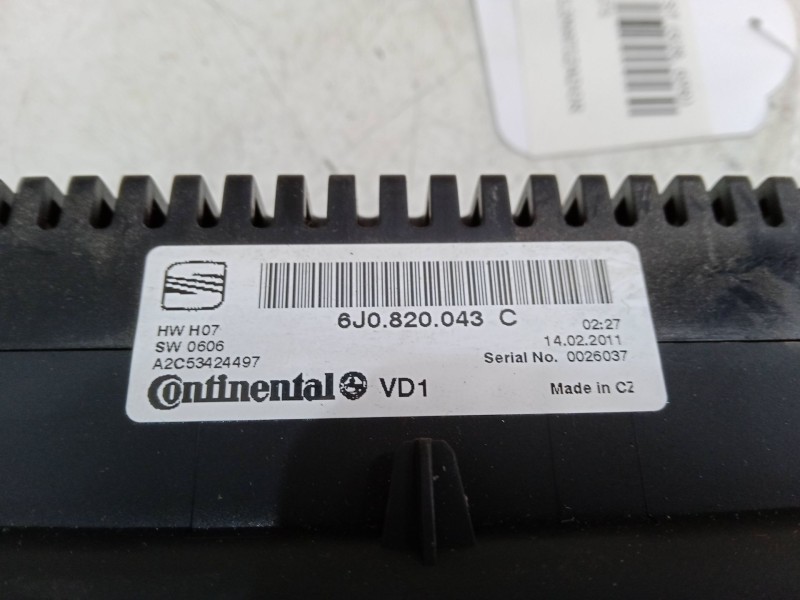 6J0.820.043 C
HW H07
02:27
SW 0606
14.02.2011
A2C53424497
Serial No. 0026037
Continental VD1
Made in CZ